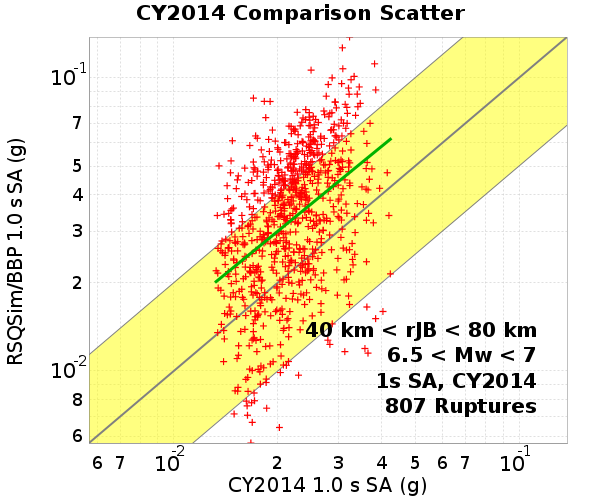 CY2014 Comparison Scatter
RSQSim/BBP 1.0 s SA (g)
10-1
7
5
4
3
2
10-2
8
6
40 km < rJB < 80 km
6.5 < Mw < 7
1s SA, CY2014
807 Ruptures
6 7 10-2 2 3 4 5 6 7 10-1
CY2014 1.0 s SA (g)